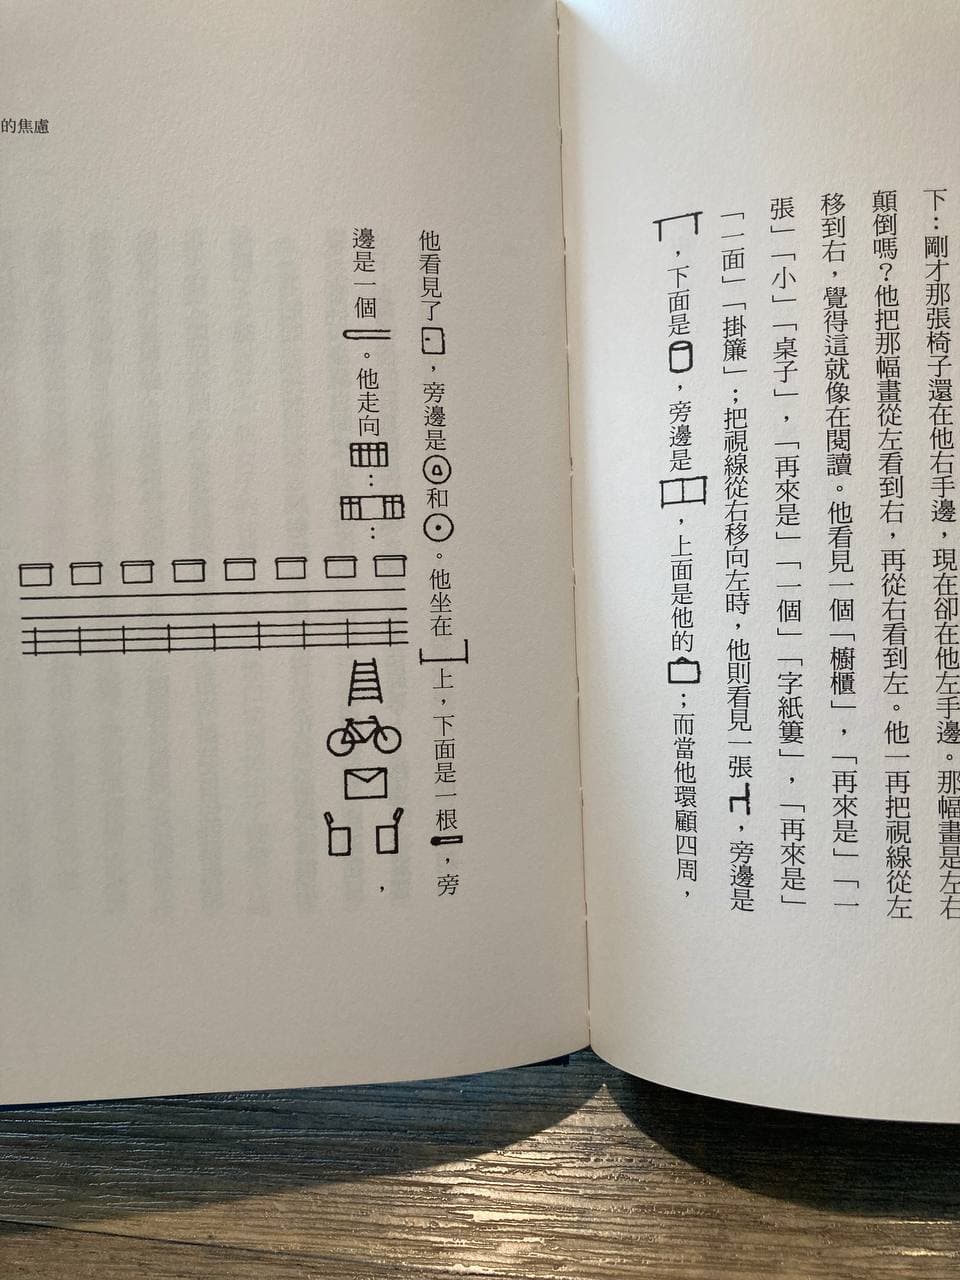 下：剛才那張椅子還在他右手邊，現在卻在他左手邊。那幅畫是左右
顛倒嗎？他把那幅畫從左看到右，再從右看到左。他一再把視線從左
移到右，覺得這就像在閱讀。他看見一個「櫥櫃」，「再來是」「一
張」「小」「桌子」，「再來是」「一個」「字紙簍」，「再來是」
「一面」「掛簾」；把視線從右移向左時，他則看見一張，旁邊是
，下面是，旁邊是，上面是他的；而當他環顧四周，
他看見了，旁邊是和。他坐在上，下面是一根，旁
邊是一個。他走向：：，
的焦慮